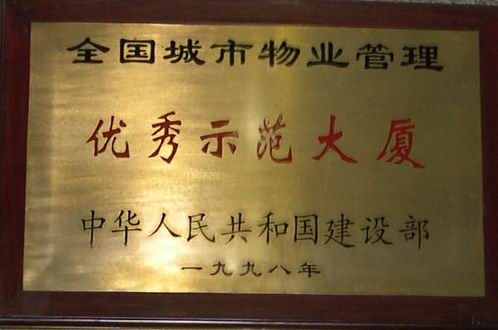 全国城市物业管理
优秀示范大厦
中华人民共和国建设部
一九九八年